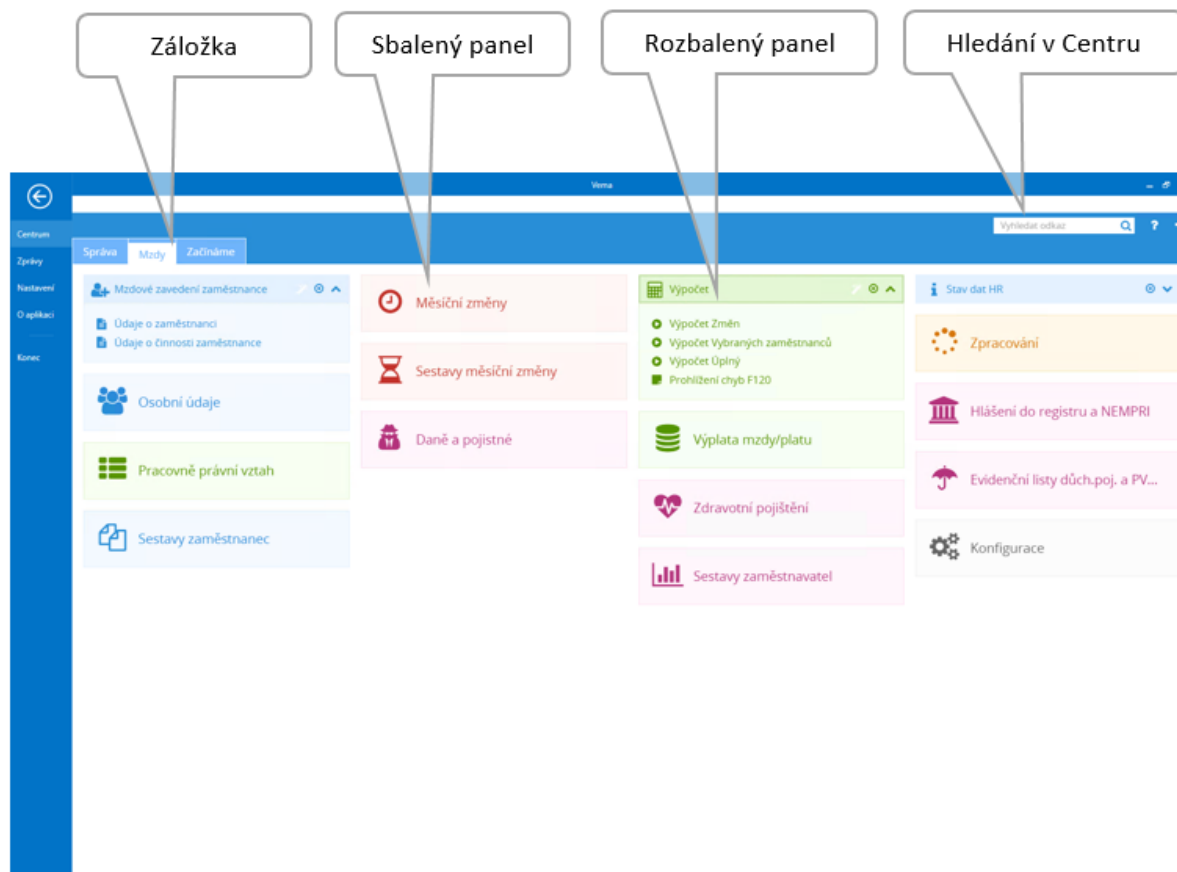 Záložka
Sbalený panel
Rozbalený panel
Hledání v Centru
Vema
Centrum
Zprávy
Nastavení
O aplikaci
Konec
Vyhledat odkaz
?
Správa
Mzdy
Začínáme
Mzdové zavedení zaměstnance
Údaje o zaměstnanci
Údaje o činnosti zaměstnance
Osobní údaje
Pracovně právní vztah
Sestavy zaměstnanec
Měsíční změny
Sestavy měsíční změny
Daně a pojistné
Výpočet
Výpočet Změn
Výpočet Vybraných zaměstnanců
Výpočet Úplný
Prohlížení chyb F120
Výplata mzdy/platu
Zdravotní pojištění
Sestavy zaměstnavatel
Stav dat HR
Zpracování
Hlášení do registru a NEMPRI
Evidenční listy důch.poj. a PV...
Konfigurace